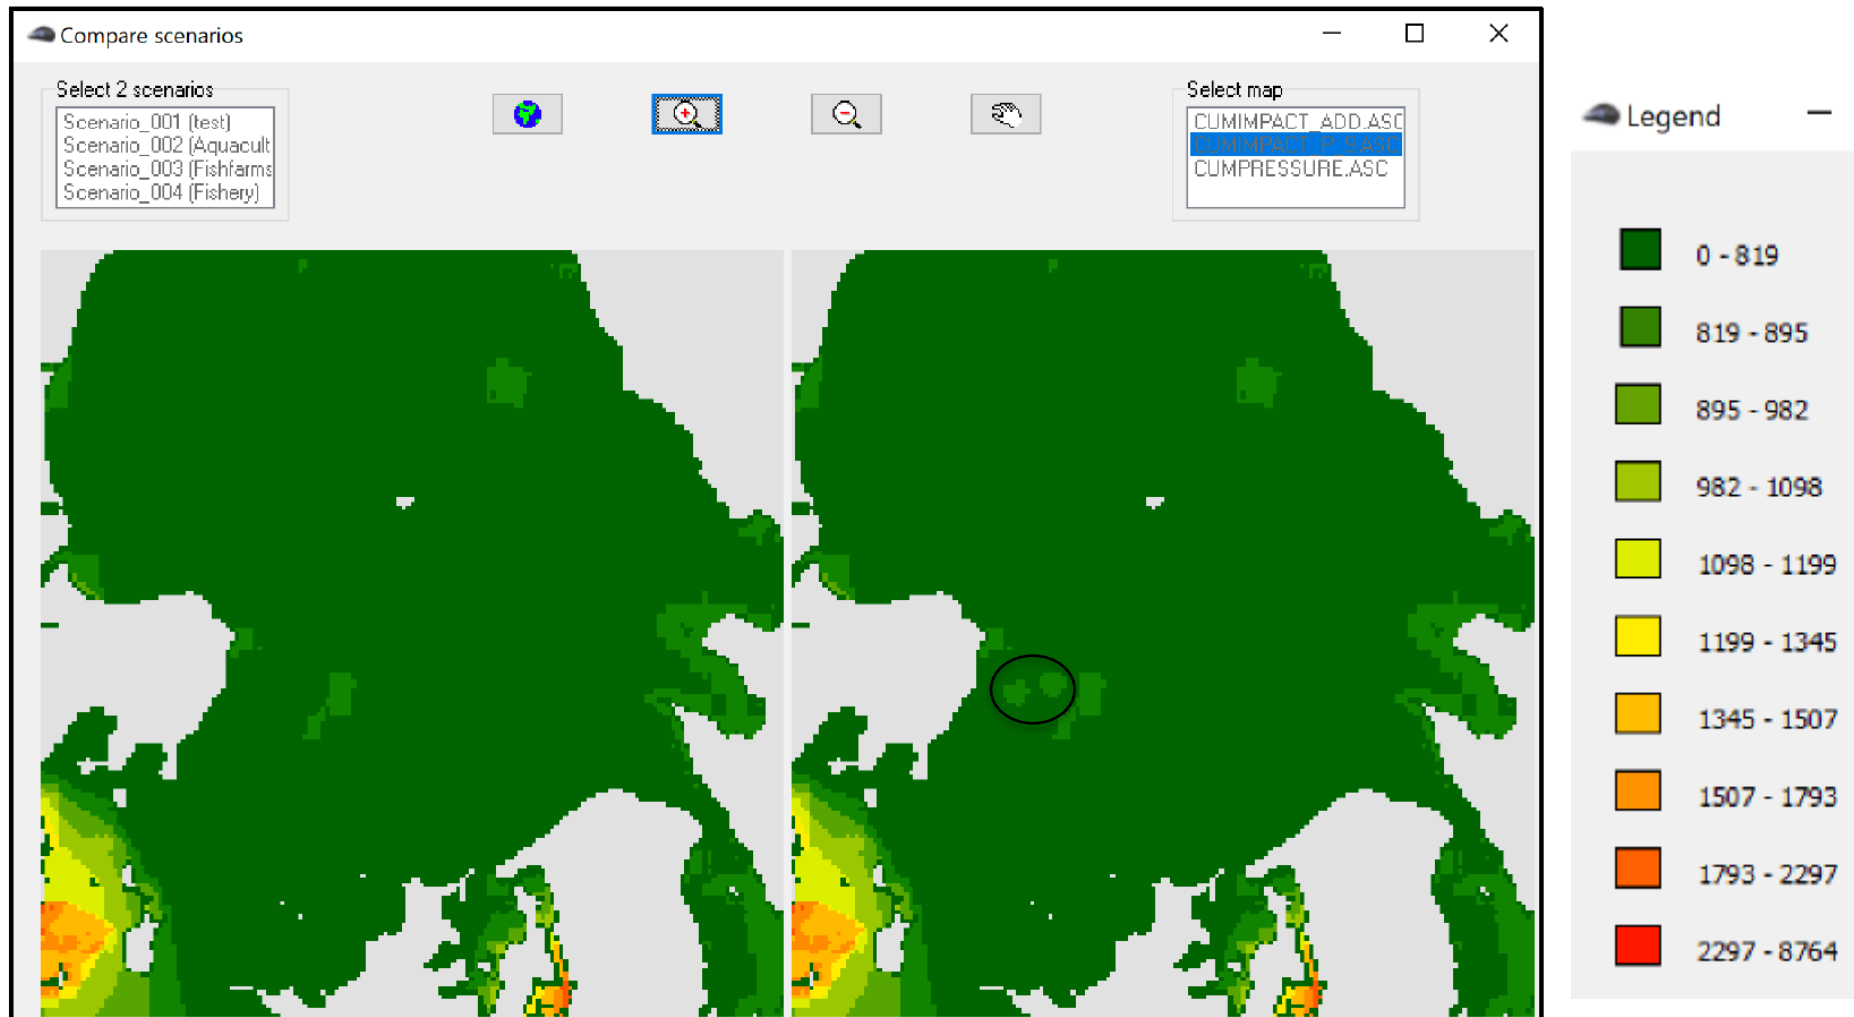 Compare scenarios
Select 2 scenarios
Scenario_001 (test)
Scenario_002 (Aquacult
Scenario_003 (Fishfarms
Scenario_004 (Fishery)
Select map
CUMIMPACT_ADD.ASC
CUMIMPACT_P_9.ASC
CUMPRESSURE.ASC
Legend
0 - 819
819 - 895
895 - 982
982 - 1098
1098 - 1199
1199 - 1345
1345 - 1507
1507 - 1793
1793 - 2297
2297 - 8764